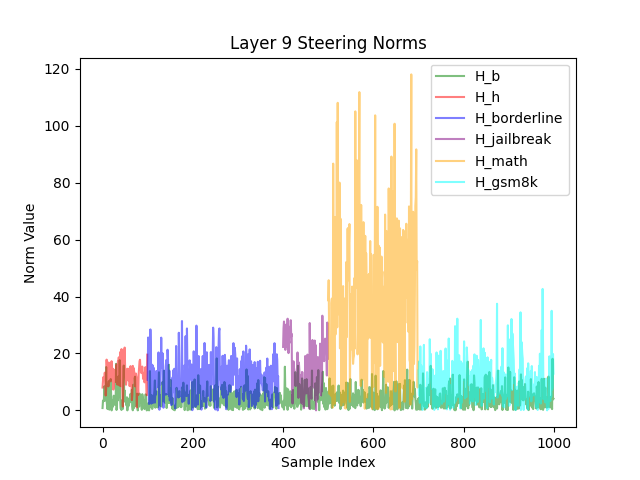 Layer 9 Steering Norms
Norm Value
120
100
80
60
40
20
0
H_b
H_h
H_borderline
H_jailbreak
H_math
H_gsm8k
0 200 400 600 800 1000
Sample Index